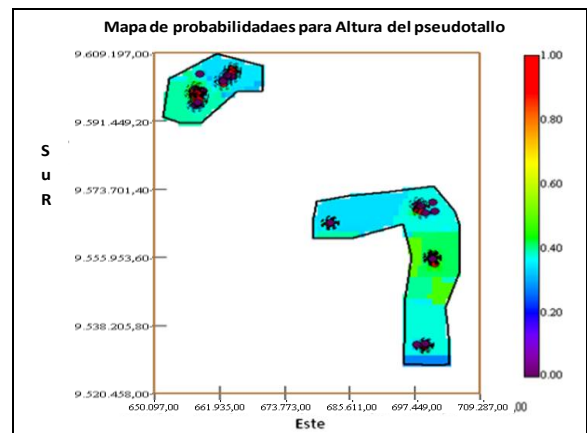 Mapa de probabilidadaes para Altura del pseudotallo
9.609.197,00
9.591.449,20
9.573.701,40
9.555.953,60
9.538.205,80
9.520.458,00
S
u
R
1.00
0.80
0.60
0.40
0.20
0.00
650.097,00 661.935,00 673.773,00 685.611,00 697.449,00 709.287,00 ,00
Este